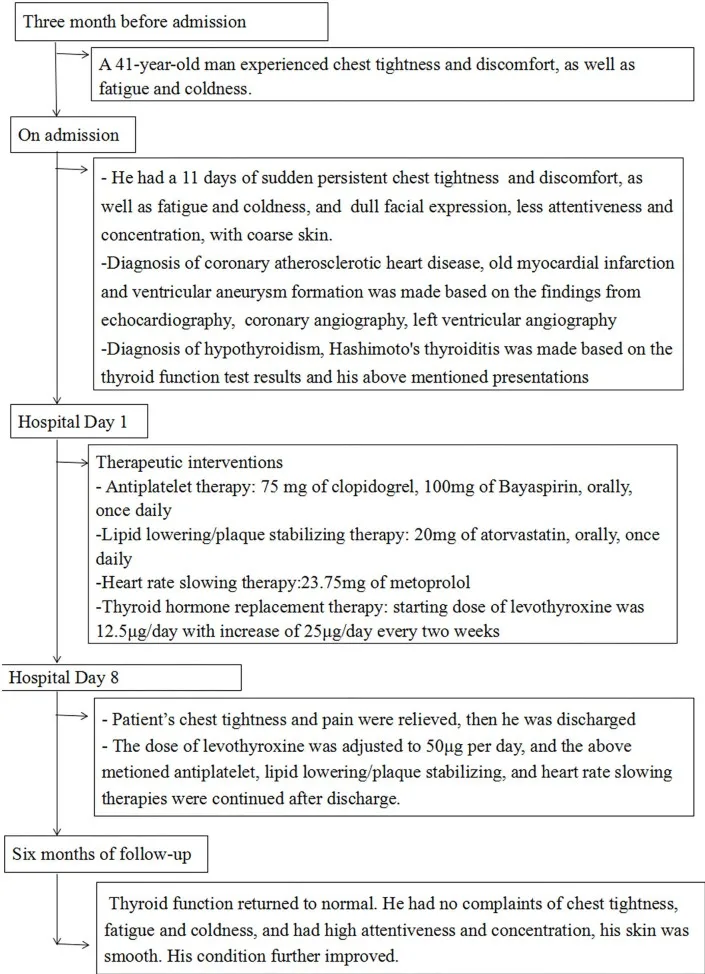 Three month before admission
A 41-year-old man experienced chest tightness and discomfort, as well as
fatigue and coldness.
On admission
- He had a 11 days of sudden persistent chest tightness and discomfort, as
well as fatigue and coldness, and dull facial expression, less attentiveness and
concentration, with coarse skin.
-Diagnosis of coronary atherosclerotic heart disease, old myocardial infarction
and ventricular aneurysm formation was made based on the findings from
echocardiography, coronary angiography, left ventricular angiography
-Diagnosis of hypothyroidism, Hashimoto's thyroiditis was made based on the
thyroid function test results and his above mentioned presentations
Hospital Day 1
Therapeutic interventions
- Antiplatelet therapy: 75 mg of clopidogrel, 100mg of Bayaspirin, orally,
once daily
-Lipid lowering/plaque stabilizing therapy: 20mg of atorvastatin, orally, once
daily
-Heart rate slowing therapy:23.75mg of metoprolol
-Thyroid hormone replacement therapy: starting dose of levothyroxine was
12.5μg/day with increase of 25μg/day every two weeks
Hospital Day 8
- Patient’s chest tightness and pain were relieved, then he was discharged
- The dose of levothyroxine was adjusted to 50μg per day, and the above
metioned antiplatelet, lipid lowering/plaque stabilizing, and heart rate slowing
therapies were continued after discharge.
Six months of follow-up
Thyroid function returned to normal. He had no complaints of chest tightness,
fatigue and coldness, and had high attentiveness and concentration, his skin was
smooth. His condition further improved.